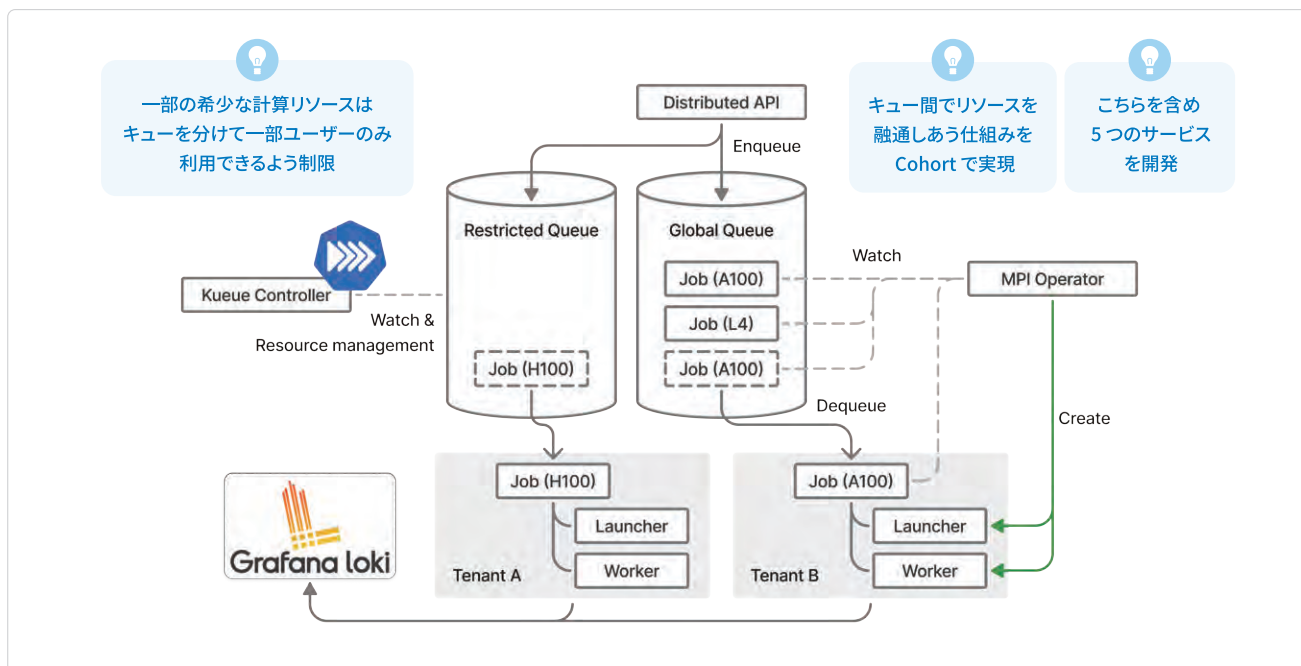 一部の希少な計算リソースは
キューを分けて一部ユーザーのみ
利用できるよう制限
キュー間でリソースを
融通しあう仕組みを
Cohort で実現
こちらを含め
5 つのサービス
を開発
Distributed API
Enqueue
Restricted Queue
Global Queue
Kueue Controller
Watch &
Resource management
Job (H100)
Job (A100)
Job (L4)
Job (A100)
Watch
MPI Operator
Dequeue
Create
Job (H100)
Launcher
Worker
Tenant A
Job (A100)
Launcher
Worker
Tenant B
Grafana loki